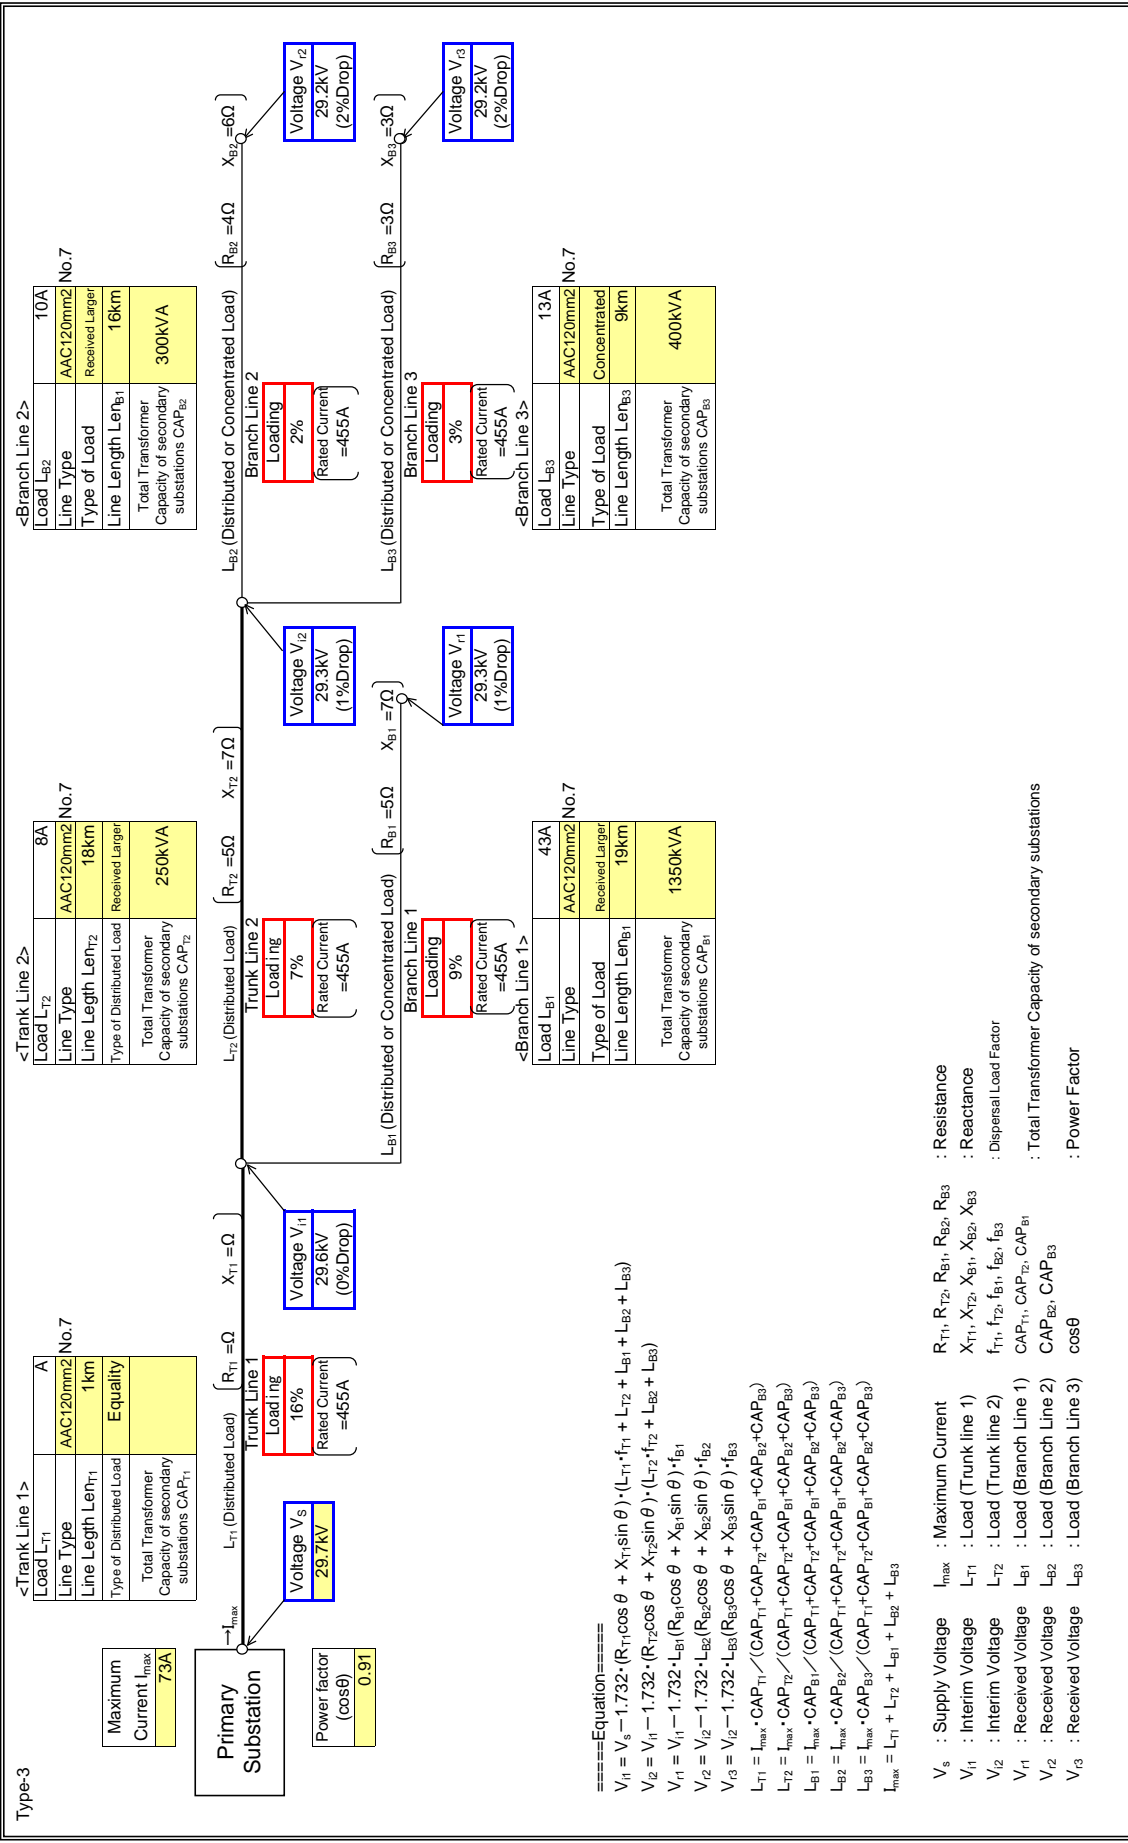 Type-3
Maximum
Current Imax
73A
Primary
Substation
Power factor
(cosθ)
0.91
→Imax
Voltage VS
29.7kV
<Trank Line 1>
Load LT1 A
Line Type AAC120mm2 No.7
Line Legth LenT1 1km
Type of Distributed Load Equality
Total Transformer
Capacity of secondary
substations CAPT1
LT1 (Distributed Load)
RT1 =Ω XT1 =Ω
Trunk Line 1
Loading
16%
Rated Current
=455A
Voltage Vi1
29.6kV
(0%Drop)
<Trank Line 2>
Load LT2 8A
Line Type AAC120mm2 No.7
Line Legth LenT2 18km
Type of Distributed Load Received Larger
Total Transformer
Capacity of secondary
substations CAPT2
250kVA
LT2 (Distributed Load)
RT2 =5Ω XT2 =7Ω
Trunk Line 2
Loading
7%
Rated Current
=455A
Voltage Vi2
29.3kV
(1%Drop)
LB1 (Distributed or Concentrated Load)
RB1 =5Ω XB1 =7Ω
Branch Line 1
Loading
9%
Rated Current
=455A
Voltage Vr1
29.3kV
(1%Drop)
<Branch Line 1>
Load LB1 43A
Line Type AAC120mm2 No.7
Type of Load Received Larger
Line Length LenB1 19km
Total Transformer
Capacity of secondary
substations CAPB1
1350kVA
<Branch Line 2>
Load LB2 10A
Line Type AAC120mm2 No.7
Type of Load Received Larger
Line Length LenB1 16km
Total Transformer
Capacity of secondary
substations CAPB2
300kVA
LB2 (Distributed or Concentrated Load)
RB2 =4Ω XB2 =6Ω
Branch Line 2
Loading
2%
Rated Current
=455A
Voltage Vr2
29.2kV
(2%Drop)
LB3 (Distributed or Concentrated Load)
RB3 =3Ω XB3 =3Ω
Branch Line 3
Loading
3%
Rated Current
=455A
Voltage Vr3
29.2kV
(2%Drop)
<Branch Line 3>
Load LB3 13A
Line Type AAC120mm2 No.7
Type of Load Concentrated
Line Length LenB3 9km
Total Transformer
Capacity of secondary
substations CAPB3
400kVA
=====Equation=====
Vi1 = Vs−1.732・(RT1cos θ + XT1sin θ)・(LT1・fT1 + LT2 + LB1 + LB2 + LB3)
Vi2 = Vi1−1.732・(RT2cos θ + XT2sin θ)・(LT2・fT2 + LB2 + LB3)
Vr1 = Vi1−1.732・LB1(RB1cos θ + XB1sin θ)・fB1
Vr2 = Vi2−1.732・LB2(RB2cos θ + XB2sin θ)・fB2
Vr3 = Vi2−1.732・LB3(RB3cos θ + XB3sin θ)・fB3
LT1 = Imax・CAPT1／(CAPT1+CAPT2+CAPB1+CAPB2+CAPB3)
LT2 = Imax・CAPT2／(CAPT1+CAPT2+CAPB1+CAPB2+CAPB3)
LB1 = Imax・CAPB1／(CAPT1+CAPT2+CAPB1+CAPB2+CAPB3)
LB2 = Imax・CAPB2／(CAPT1+CAPT2+CAPB1+CAPB2+CAPB3)
LB3 = Imax・CAPB3／(CAPT1+CAPT2+CAPB1+CAPB2+CAPB3)
Imax = LT1 + LT2 + LB1 + LB2 + LB3
Vs : Supply Voltage Imax : Maximum Current RT1, RT2, RB1, RB2, RB3 : Resistance
Vi1 : Interim Voltage LT1 : Load (Trunk line 1) XT1, XT2, XB1, XB2, XB3 : Reactance
Vi2 : Interim Voltage LT2 : Load (Trunk line 2) fT1, fT2, fB1, fB2, fB3 : Dispersal Load Factor
Vr1 : Received Voltage LB1 : Load (Branch Line 1) CAPT1, CAPT2, CAPB1 : Total Transformer Capacity of secondary substations
Vr2 : Received Voltage LB2 : Load (Branch Line 2) CAPB2, CAPB3
Vr3 : Received Voltage LB3 : Load (Branch Line 3) cosθ : Power Factor